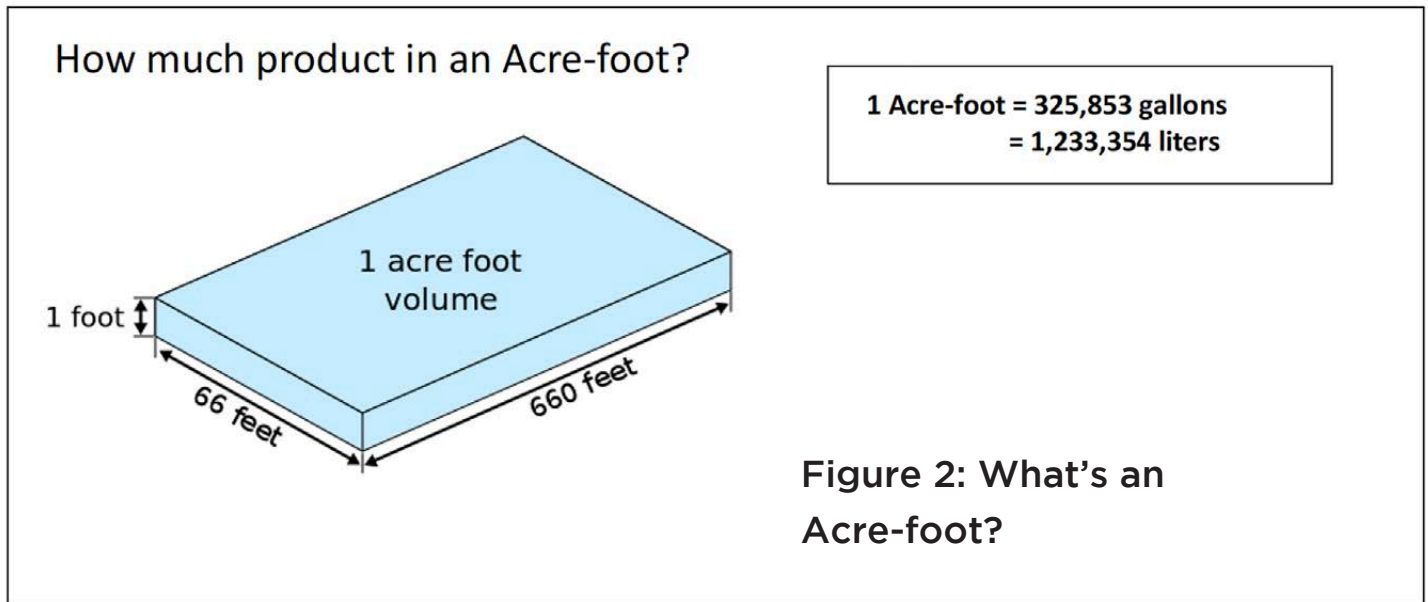 How much product in an Acre-foot?
1 Acre-foot = 325,853 gallons
= 1,233,354 liters
1 acre foot
volume
1 foot
66 feet
660 feet
Figure 2: What’s an
Acre-foot?